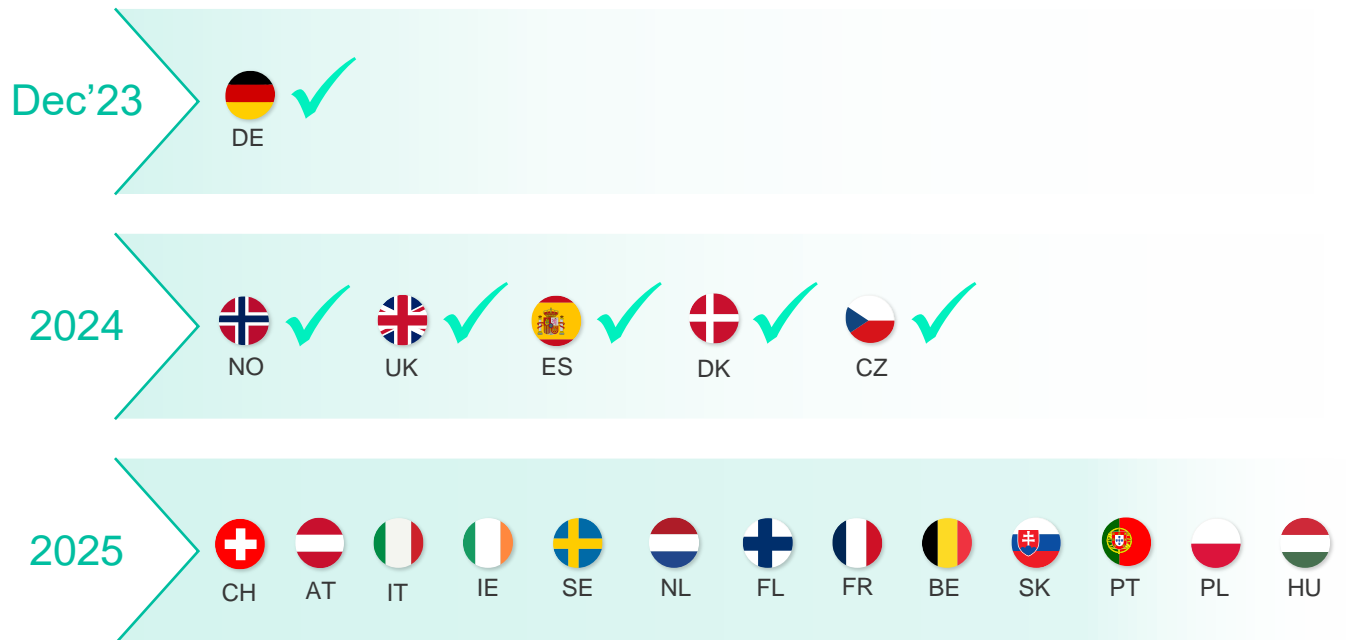 Dec’23
DE
2024
NO UK ES DK CZ
2025
CH AT IT IE SE NL FL FR BE SK PT PL HU